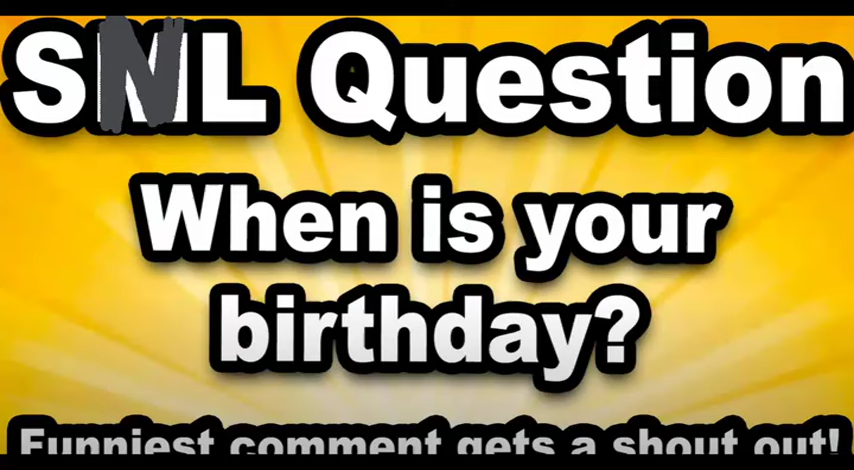 SNL Question
When is your
birthday?
Funniest comment gets a shout out!